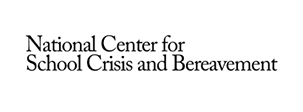 National Center for
School Crisis and Bereavement